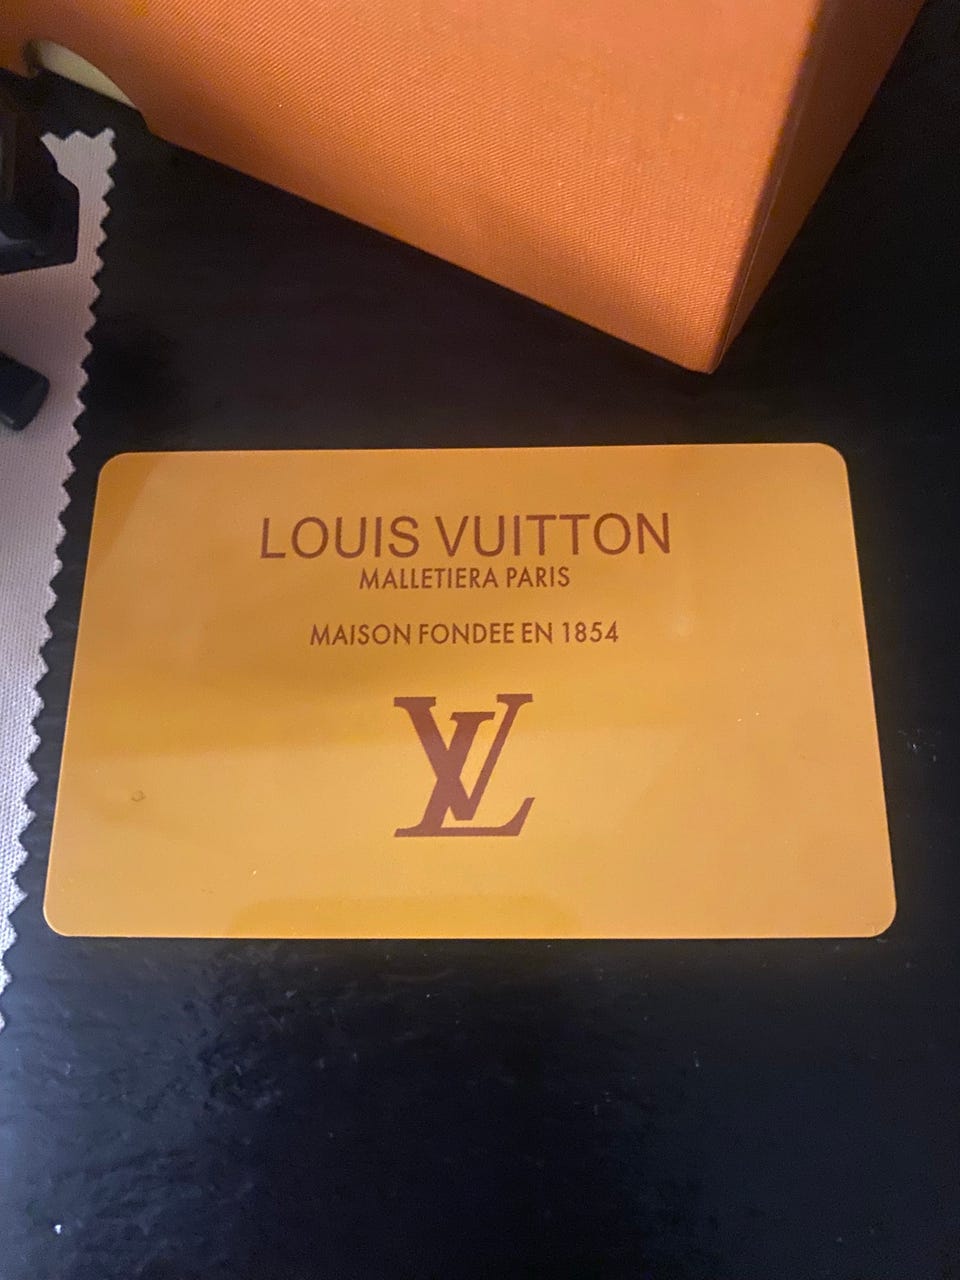 LOUIS VUITTON
MALLETIERA PARIS
MAISON FONDEE EN 1854
LV